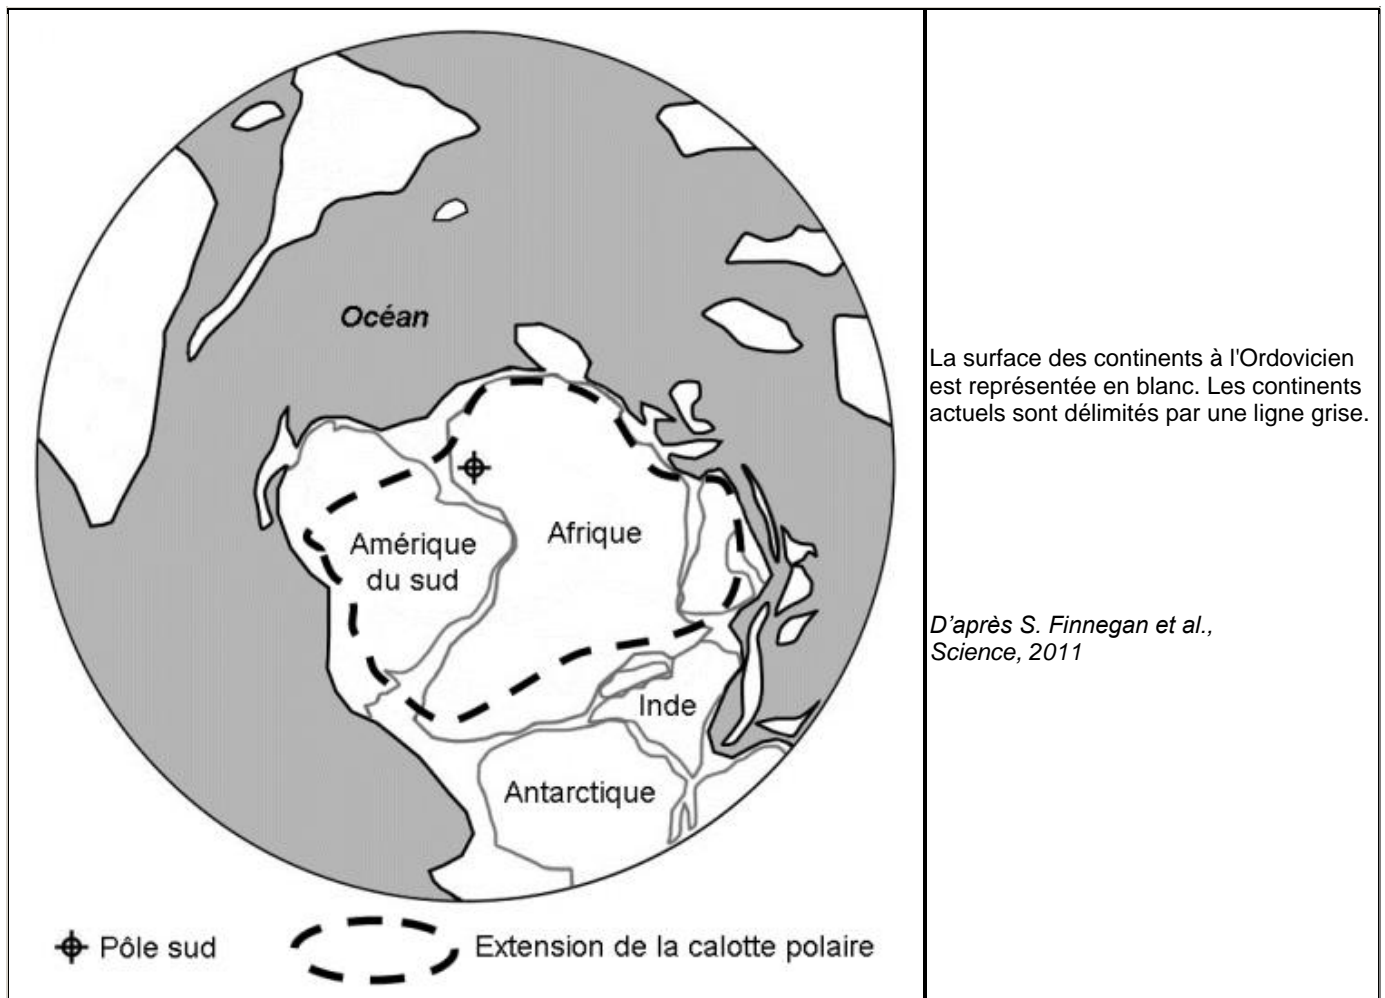 Océan
La surface des continents à l'Ordovicien
est représentée en blanc. Les continents
actuels sont délimités par une ligne grise.
Afrique
Amérique
du sud
D'après S. Finnegan et al.,
Science, 2011
Inde
Antarctique
Pôle sud
Extension de la calotte polaire